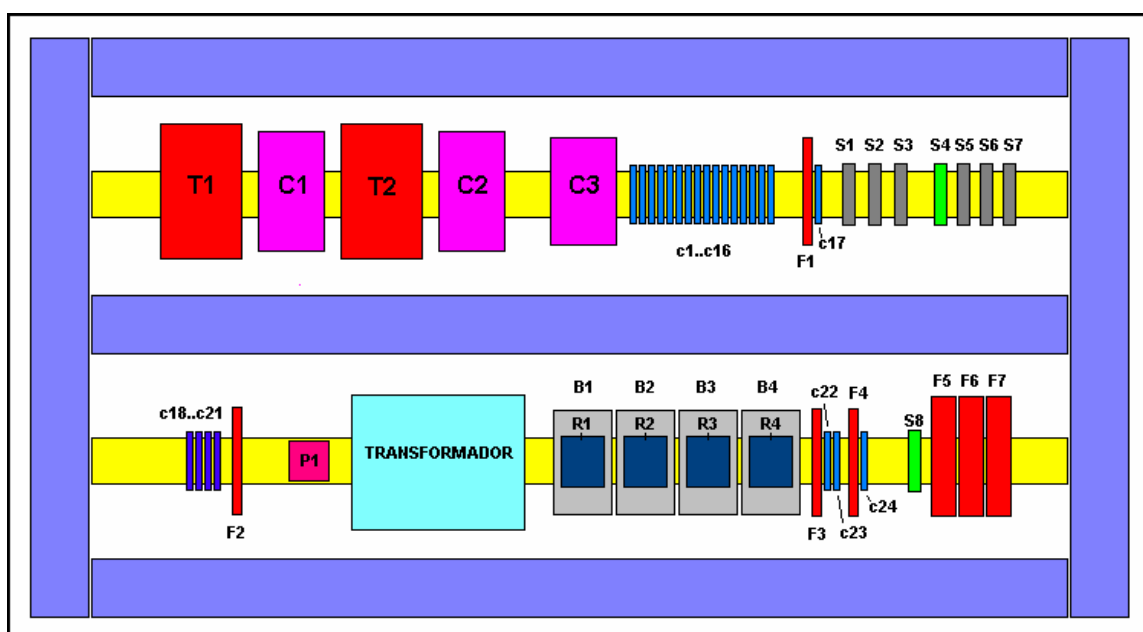 S1 S2 S3 S4 S5 S6 S7
T1 C1 T2 C2 C3
c1..c16 F1 c17
B1 B2 B3 B4 c22 F4 F5 F6 F7
c18..c21 R1 R2 R3 R4 S8
P1 TRANSFORMADOR
F2 F3 c23 c24